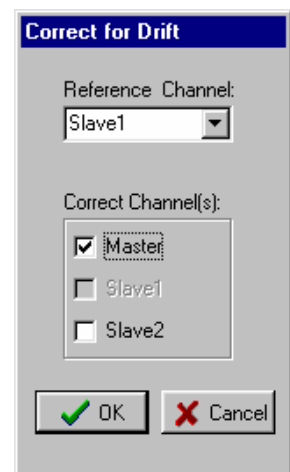 Correct for Drift
Reference Channel:
Slave1
Correct Channel(s):
Master
Slave1
Slave2
OK Cancel